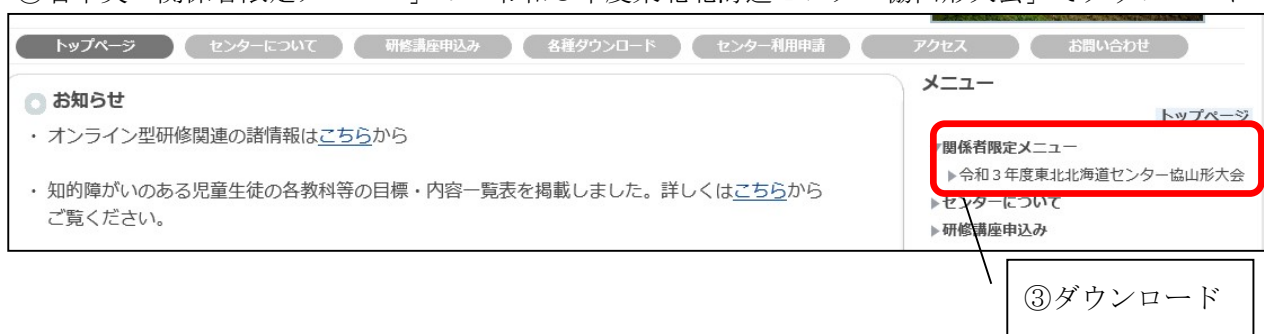 トップページ センターについて 研修講座申込み 各種ダウンロード センター利用申請 アクセス お問い合わせ
お知らせ
・ オンライン型研修関連の諸情報はこちらから
・ 知的障がいのある児童生徒の各教科等の目標・内容一覧表を掲載しました。詳しくはこちらから
ご覧ください。
メニュー
トップページ
関係者限定メニュー
▶令和3年度東北北海道センター協山形大会
▶センターについて
▶研修講座申込み
③ダウンロード